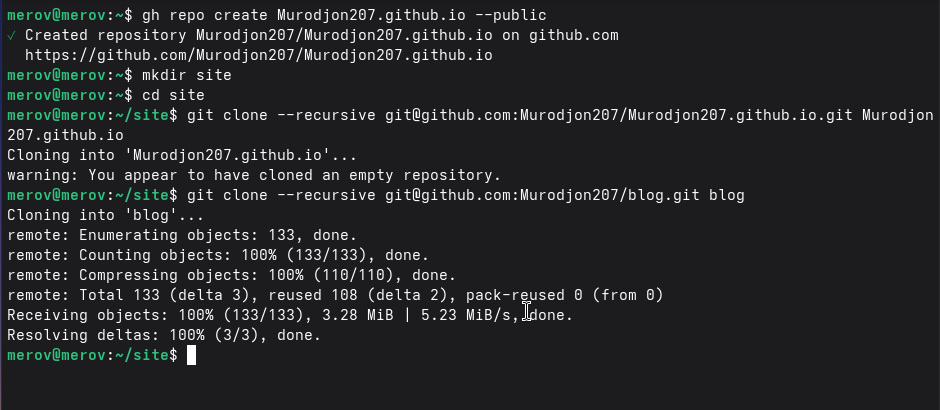 merov@merov:~$ gh repo create Murodjon207.github.io --public
✓ Created repository Murodjon207/Murodjon207.github.io on github.com
  https://github.com/Murodjon207/Murodjon207.github.io
merov@merov:~$ mkdir site
merov@merov:~$ cd site
merov@merov:~/site$ git clone --recursive git@github.com:Murodjon207/Murodjon207.github.io.git Murodjon
207.github.io
Cloning into 'Murodjon207.github.io'...
warning: You appear to have cloned an empty repository.
merov@merov:~/site$ git clone --recursive git@github.com:Murodjon207/blog.git blog
Cloning into 'blog'...
remote: Enumerating objects: 133, done.
remote: Counting objects: 100% (133/133), done.
remote: Compressing objects: 100% (110/110), done.
remote: Total 133 (delta 3), reused 108 (delta 2), pack-reused 0 (from 0)
Receiving objects: 100% (133/133), 3.28 MiB | 5.23 MiB/s, done.
Resolving deltas: 100% (3/3), done.
merov@merov:~/site$